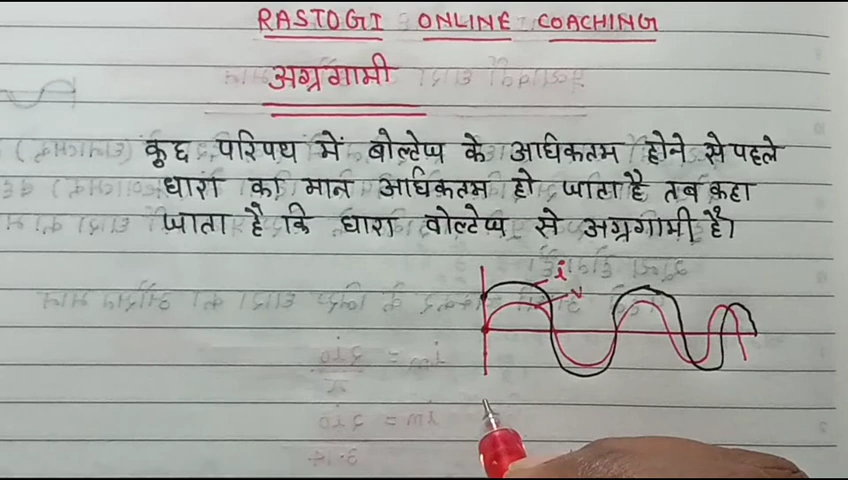 RASTOGI ONLINE COACHING
अग्रगामी
कुछ परिपथ में वोल्टेज के अधिकतम होने से पहले
धारा का मान अधिकतम हो जाता है तब कहा
जाता है कि धारा वोल्टेज से अग्रगामी है।
i
v